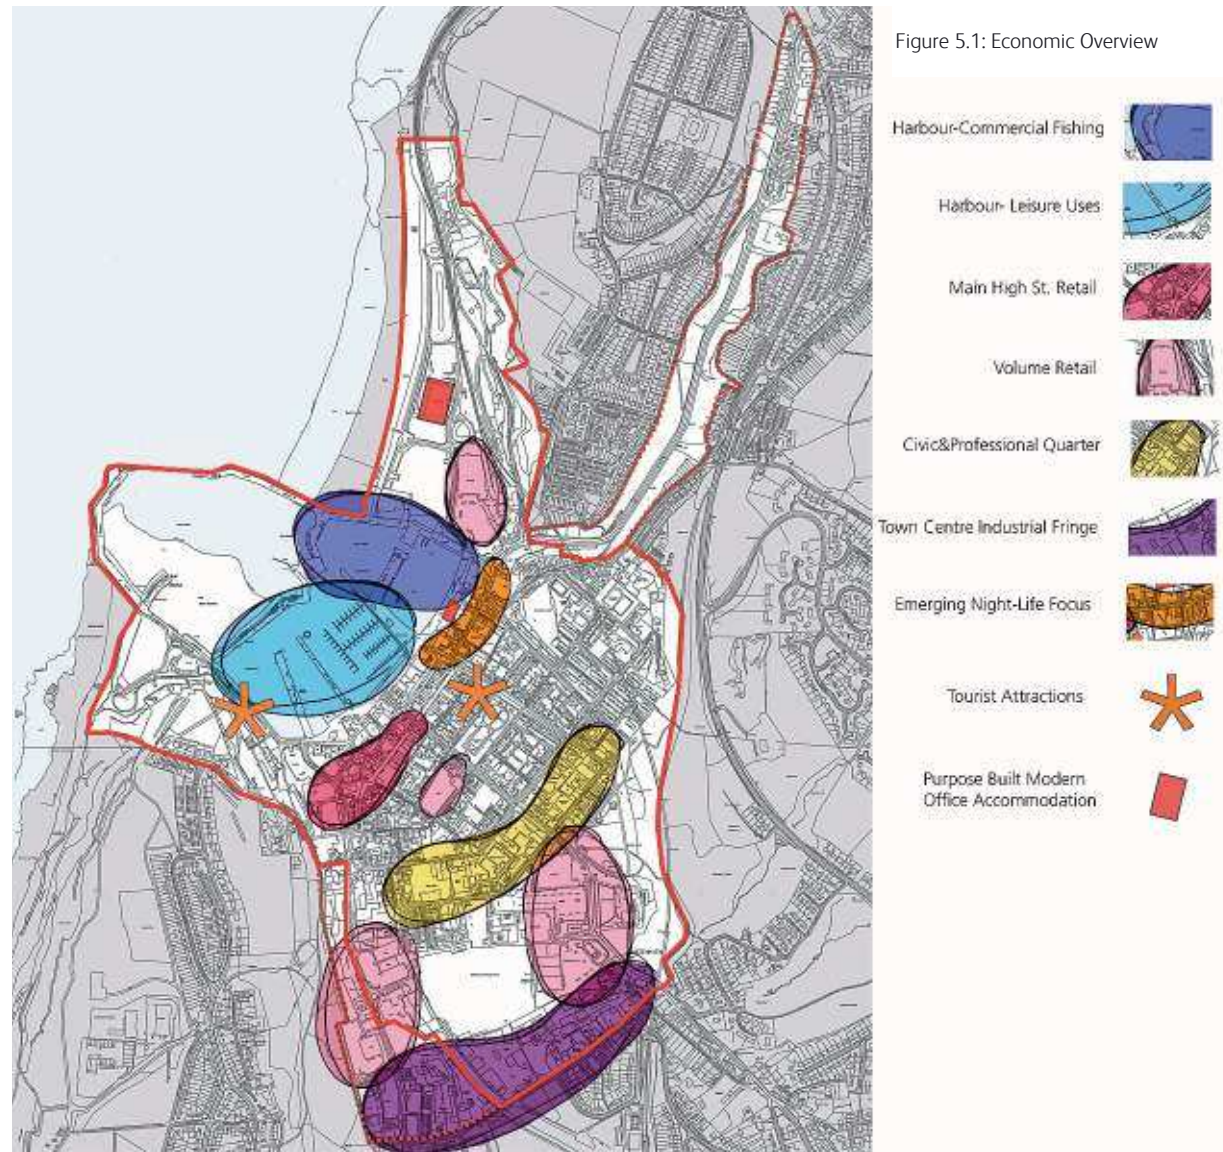 Figure 5.1: Economic Overview
Harbour-Commercial Fishing
Harbour- Leisure Uses
Main High St. Retail
Volume Retail
Civic&Professional Quarter
Town Centre Industrial Fringe
Emerging Night-Life Focus
Tourist Attractions
Purpose Built Modern
Office Accommodation